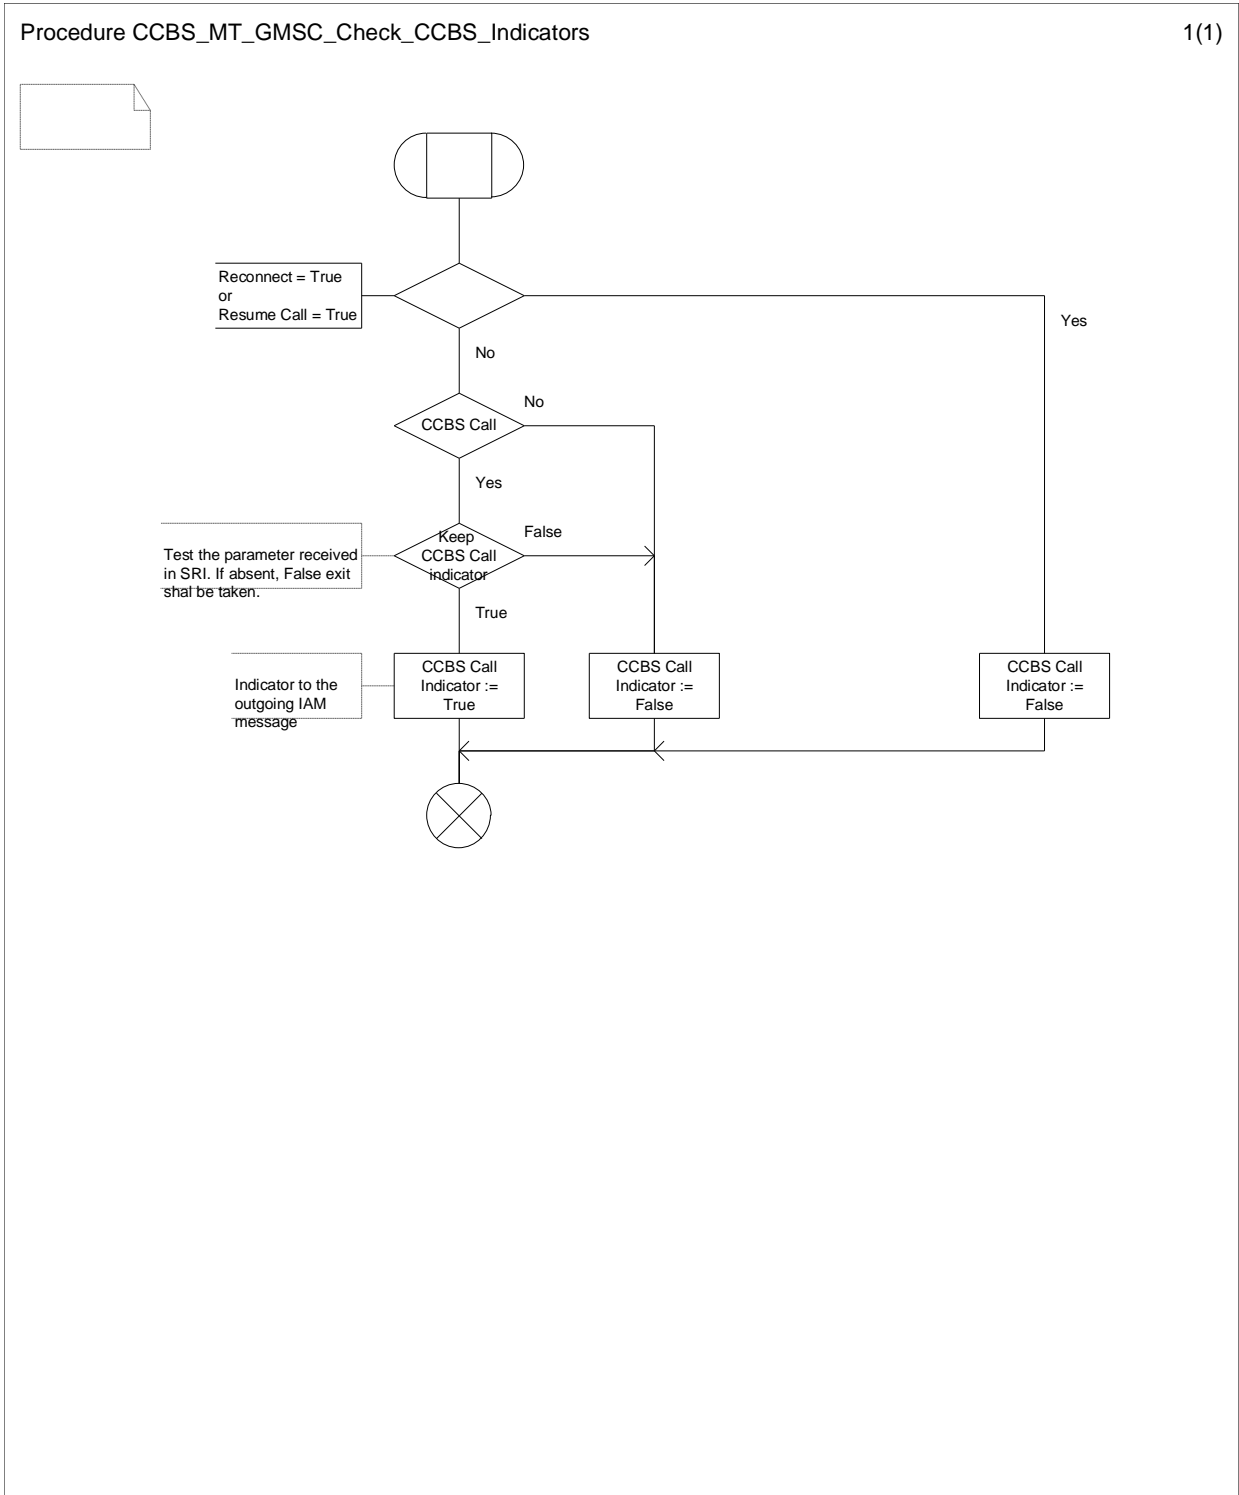 Procedure CCBS_MT_GMSC_Check_CCBS_Indicators
1(1)
Reconnect = True
or
Resume Call = True
Yes
No
No
CCBS Call
Yes
False
Keep
CCBS Call
indicator
Test the parameter received
in SRI. If absent, False exit
shal be taken.
True
CCBS Call
Indicator :=
True
CCBS Call
Indicator :=
False
CCBS Call
Indicator :=
False
Indicator to the
outgoing IAM
message